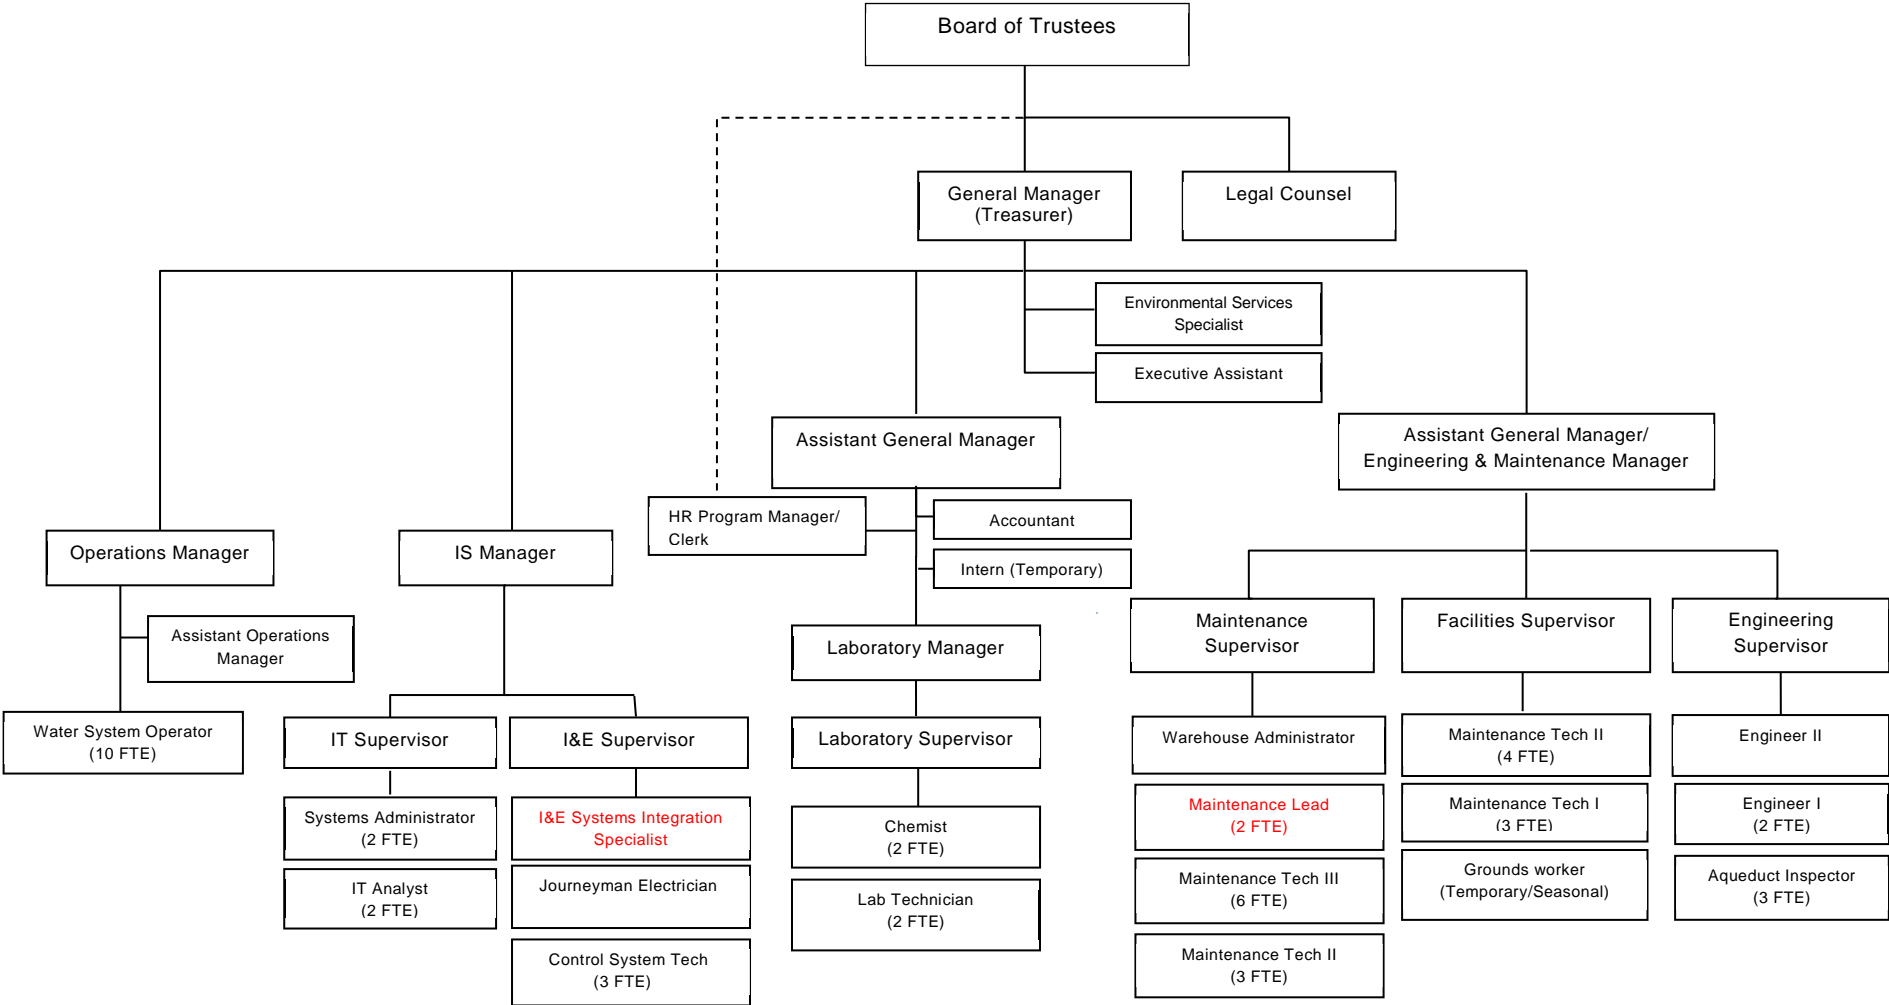 Board of Trustees
General Manager
(Treasurer)
Legal Counsel
Environmental Services
Specialist
Executive Assistant
Assistant General Manager
Assistant General Manager/
Engineering & Maintenance Manager
HR Program Manager/
Clerk
Accountant
Intern (Temporary)
Operations Manager
IS Manager
Assistant Operations
Manager
Water System Operator
(10 FTE)
IT Supervisor
I&E Supervisor
Systems Administrator
(2 FTE)
IT Analyst
(2 FTE)
I&E Systems Integration
Specialist
Journeyman Electrician
Control System Tech
(3 FTE)
Laboratory Manager
Laboratory Supervisor
Chemist
(2 FTE)
Lab Technician
(2 FTE)
Maintenance
Supervisor
Warehouse Administrator
Maintenance Lead
(2 FTE)
Maintenance Tech III
(6 FTE)
Maintenance Tech II
(3 FTE)
Facilities Supervisor
Maintenance Tech II
(4 FTE)
Maintenance Tech I
(3 FTE)
Grounds worker
(Temporary/Seasonal)
Engineering
Supervisor
Engineer II
Engineer I
(2 FTE)
Aqueduct Inspector
(3 FTE)